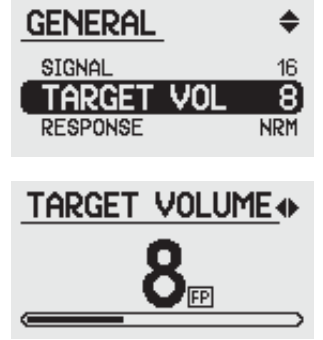 GENERAL
SIGNAL 16
TARGET VOL 8
RESPONSE NRM
TARGET VOLUME
8 FP